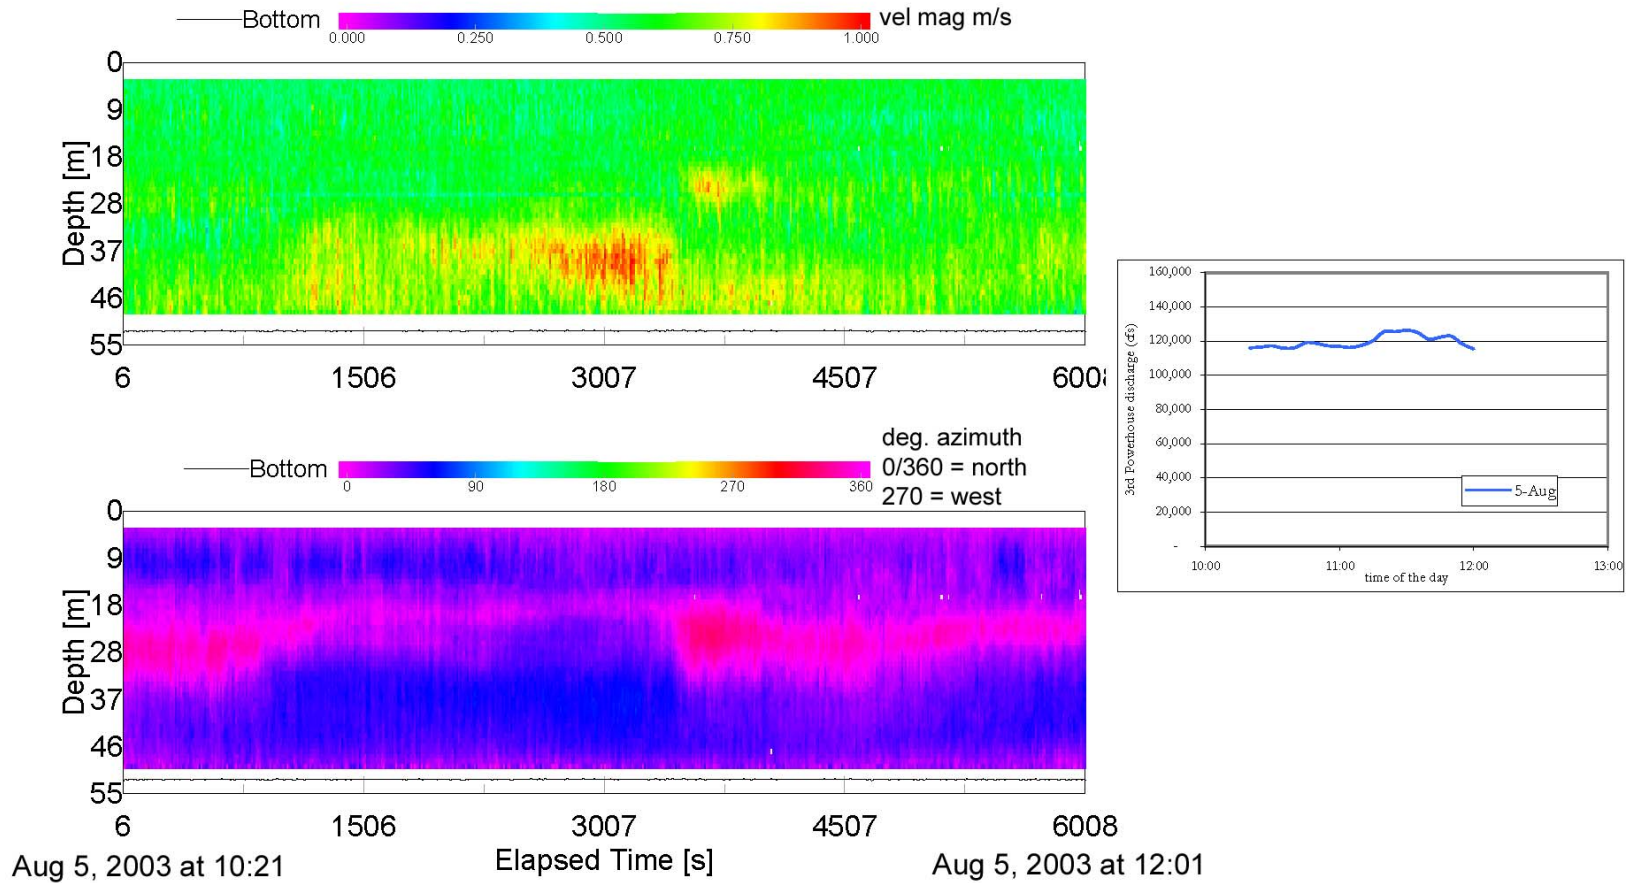 Bottom
vel mag m/s
0.000 0.250 0.500 0.750 1.000
0
9
18
28
37
46
55
Depth [m]
6 1506 3007 4507 6008
deg. azimuth
0/360 = north
270 = west
Bottom
0 90 180 270 360
0
9
18
28
37
46
55
Depth [m]
6 1506 3007 4507 6008
Elapsed Time [s]
Aug 5, 2003 at 10:21
Aug 5, 2003 at 12:01
3rd Powerhouse discharge (cfs)
160,000
140,000
120,000
100,000
80,000
60,000
40,000
20,000
-
5-Aug
10:00 11:00 12:00 13:00
time of the day